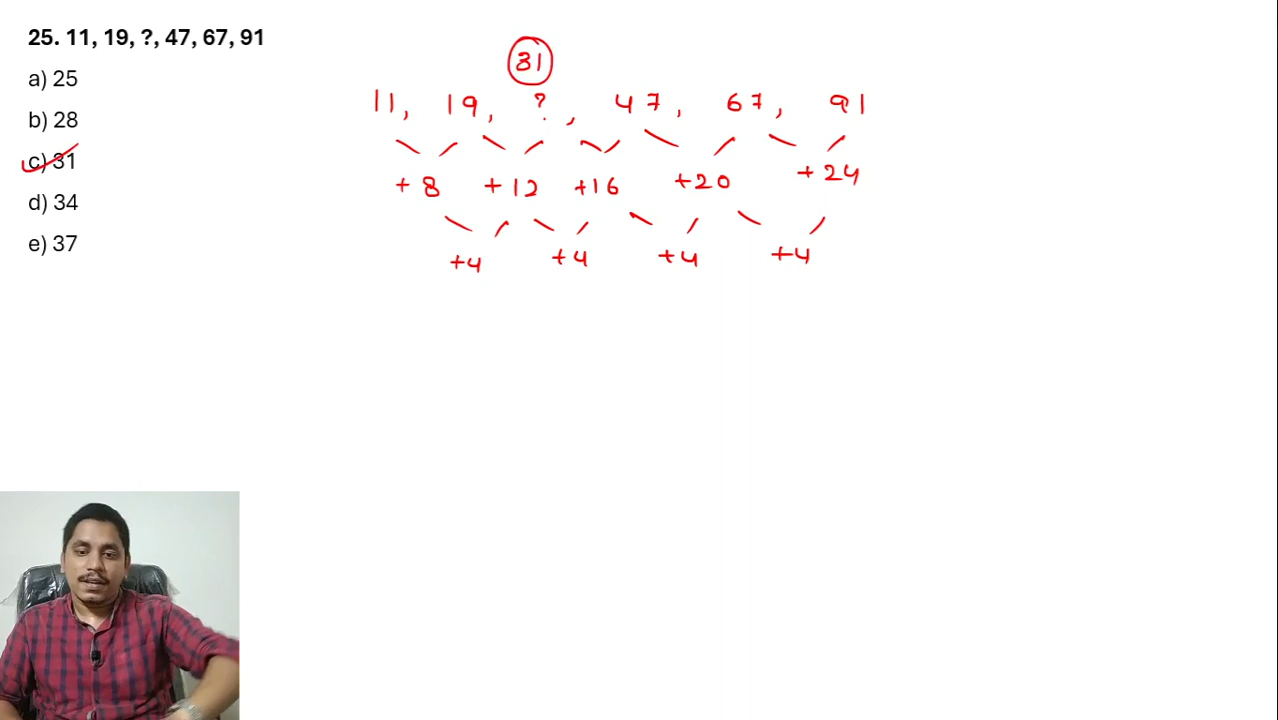 25. 11, 19, ?, 47, 67, 91
a) 25
b) 28
c) 31
d) 34
e) 37
31
11, 19, ?, 47, 67, 91
+8 +12 +16 +20 +24
+4 +4 +4 +4